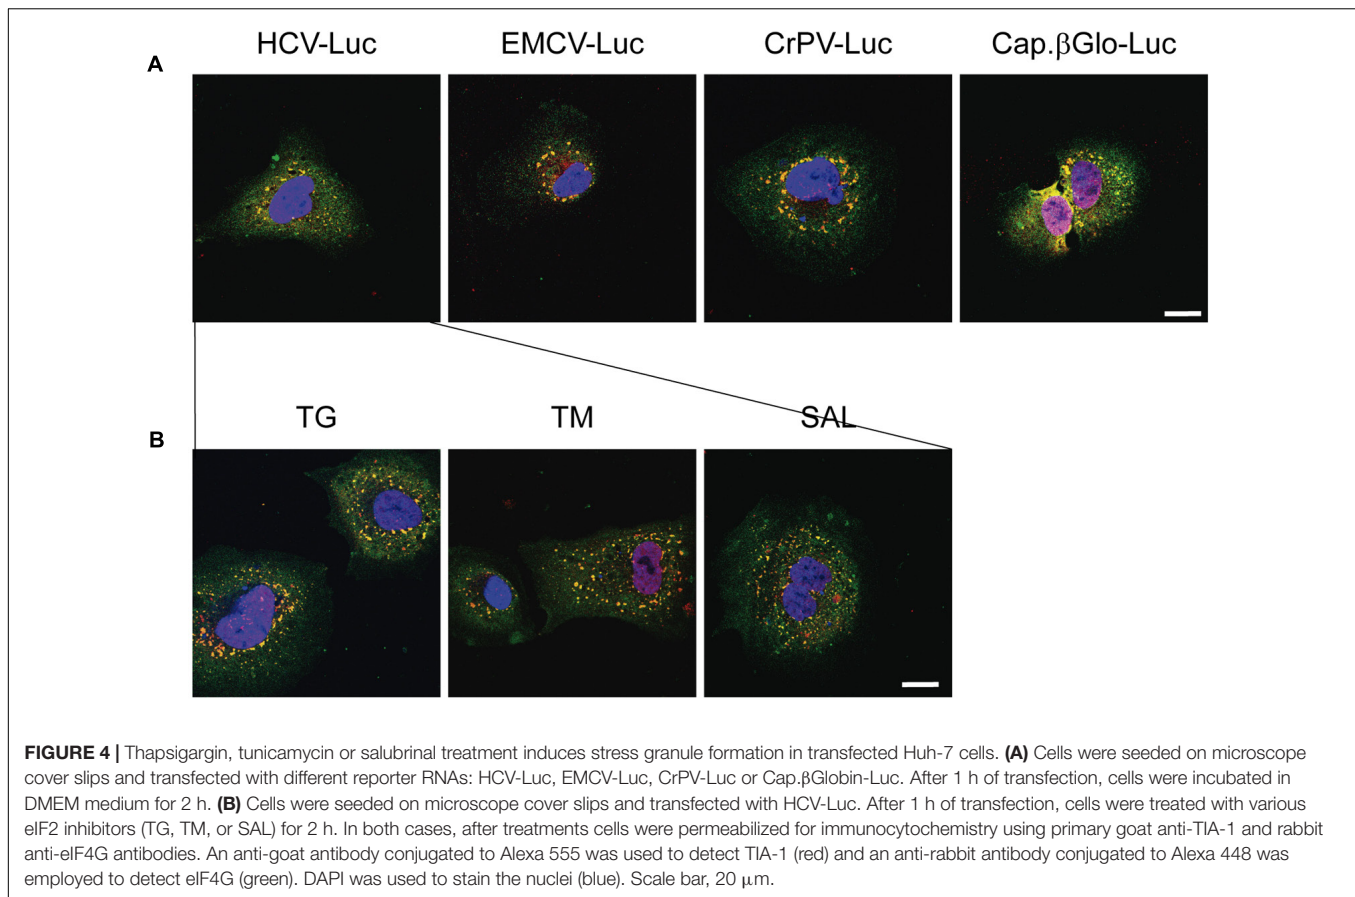 HCV-Luc EMCV-Luc CrPV-Luc Cap.βGlo-Luc
A
TG TM SAL
B
FIGURE 4 | Thapsigargin, tunicamycin or salubrinal treatment induces stress granule formation in transfected Huh-7 cells. (A) Cells were seeded on microscope
cover slips and transfected with different reporter RNAs: HCV-Luc, EMCV-Luc, CrPV-Luc or Cap.βGlobin-Luc. After 1 h of transfection, cells were incubated in
DMEM medium for 2 h. (B) Cells were seeded on microscope cover slips and transfected with HCV-Luc. After 1 h of transfection, cells were treated with various
eIF2 inhibitors (TG, TM, or SAL) for 2 h. In both cases, after treatments cells were permeabilized for immunocytochemistry using primary goat anti-TIA-1 and rabbit
anti-eIF4G antibodies. An anti-goat antibody conjugated to Alexa 555 was used to detect TIA-1 (red) and an anti-rabbit antibody conjugated to Alexa 448 was
employed to detect eIF4G (green). DAPI was used to stain the nuclei (blue). Scale bar, 20 μm.